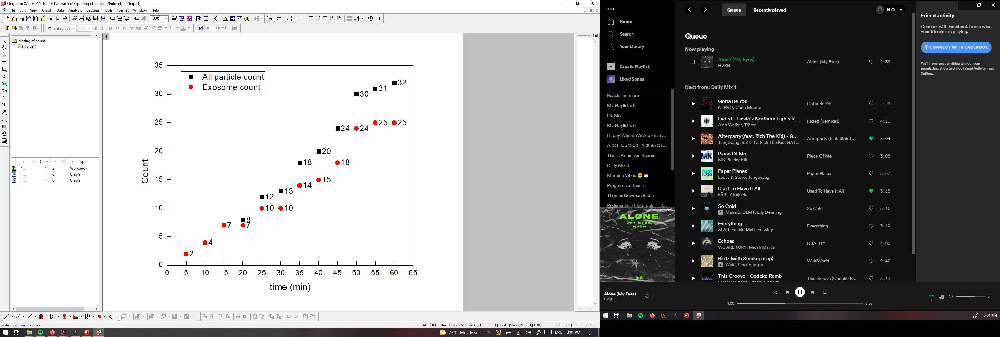 OriginPro 8.5 - G:\11-10-2021\extracted\3\ploting of count - /Folder1/ - [Graph1]
File Edit View Graph Data Analysis Gadgets Tools Format Window Help
100%
Default: A 0
ploting of count
Folder1
1
Type
1... 1.. 2 Workbook
1... 1.. 0 Graph
1... 1.. 0 Graph
All particle count
Exosome count
35
30
25
20
15
10
5
0
Count
2
4
7
8
7
12
10
13
10
18
14
20
15
24
18
30
24
31
25
32
25
0 5 10 15 20 25 30 35 40 45 50 55 60 65
time (min)
ploting of count is saved.
AU : ON Dark Colors & Light Grids 1:[Book1]Sheet1!Col(B)[1:30] 1:[Graph1]1!1 Radian
75°F Mostly su... ENG 3:04 PM
Home
Search
Your Library
Create Playlist
Liked Songs
Roack and more
My Playlist #8
Fix Me
My Playlist #6
Happy Where We Are - ilan ...
ASOT Top 1000 | A State Of ...
This Is Armin van Buuren
Daily Mix 3
Morning Vibes 😌 ☕
Progressive House
Thomas Newman Radio
Rudimental, Elderbrook — S...
ALONE
(MY EYES)
HVSH
Queue Recently played
N.O.
Queue
Now playing
Alone (My Eyes) Alone (My Eyes) 2:38
HVSH
Next from: Daily Mix 1
Gotta Be You Gotta Be You 2:29
NERVO, Carla Monroe
Faded - Tiesto's Northern Lights R... Faded (Remixes) 4:10
Alan Walker, Tiësto
Afterparty (feat. Rich The Kid) - G... Afterparty (feat. Rich T... 3:04
Tungevaag, Rat City, Rich The Kid, GAT...
Piece Of Me Piece Of Me 3:08
MK, Becky Hill
Paper Planes Paper Planes 3:07
Lucas & Steve, Tungevaag
Used To Have It All Used To Have It All 3:18
FÄIS, Afrojack
So Cold So Cold 3:16
E Mahalo, DLMT, Lily Denning
Everything Everything 3:19
3LAU, Funkin Matt, Frawley
Echoes DUALITY 4:00
WE ARE FURY, Micah Martin
Birdz (with Smokepurpp) WukiWorld 2:42
E Wuki, Smokepurpp
This Groove - Codeko Remix This Groove (Codeko R... 3:12
Friend activity
Connect with Facebook to see what
your friends are playing.
CONNECT WITH FACEBOOK
We'll never post anything without your
permission. Show and hide Friend Activity from
Settings.
Alone (My Eyes)
HVSH
1:00 2:37
3:04 PM